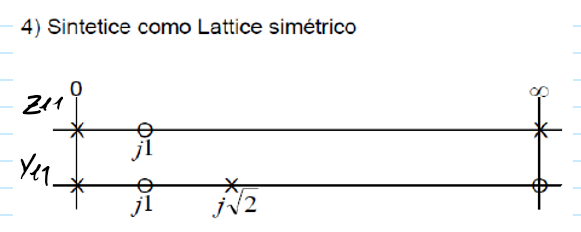 4) Sintetice como Lattice simétrico
0 ∞
Z11
j1
Y11
j1 j√2